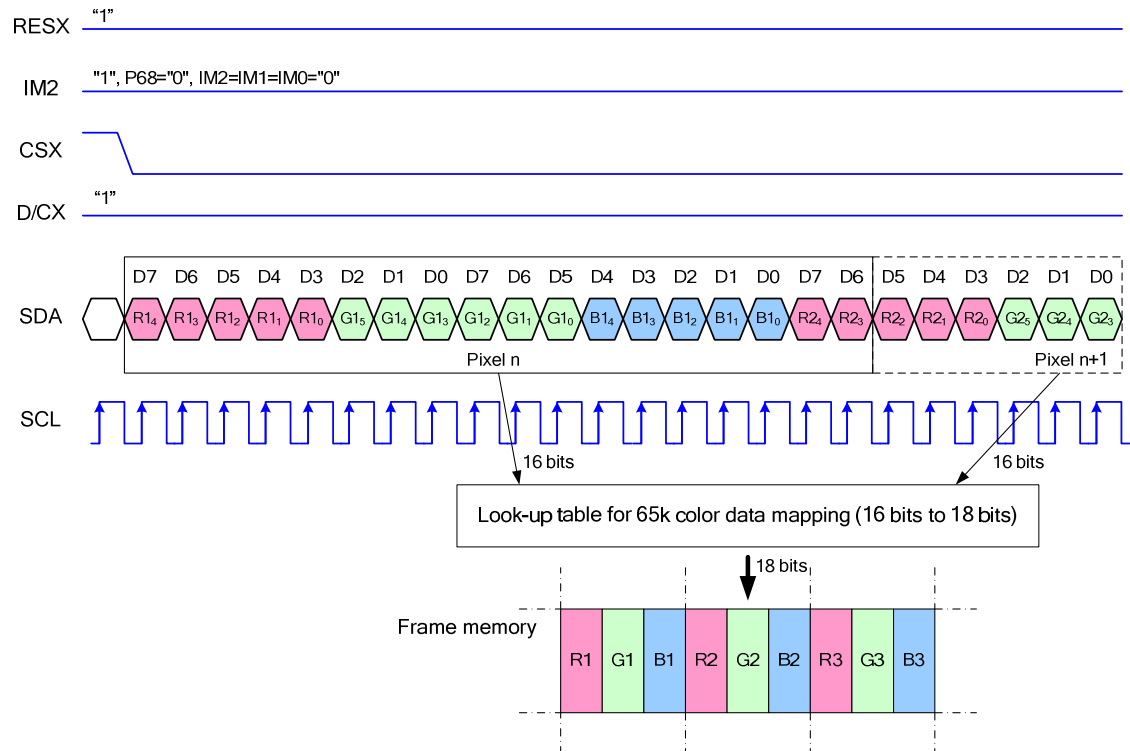 RESX “1”
IM2 "1", P68="0", IM2=IM1=IM0="0"
CSX
D/CX “1”
D7 D6 D5 D4 D3 D2 D1 D0 D7 D6 D5 D4 D3 D2 D1 D0 D7 D6 D5 D4 D3 D2 D1 D0
SDA R1₄ R1₃ R1₂ R1₁ R1₀ G1₅ G1₄ G1₃ G1₂ G1₁ G1₀ B1₄ B1₃ B1₂ B1₁ B1₀ R2₄ R2₃ R2₂ R2₁ R2₀ G2₅ G2₄ G2₃
Pixel n Pixel n+1
SCL
16 bits 16 bits
Look-up table for 65k color data mapping (16 bits to 18 bits)
18 bits
Frame memory
R1 G1 B1 R2 G2 B2 R3 G3 B3